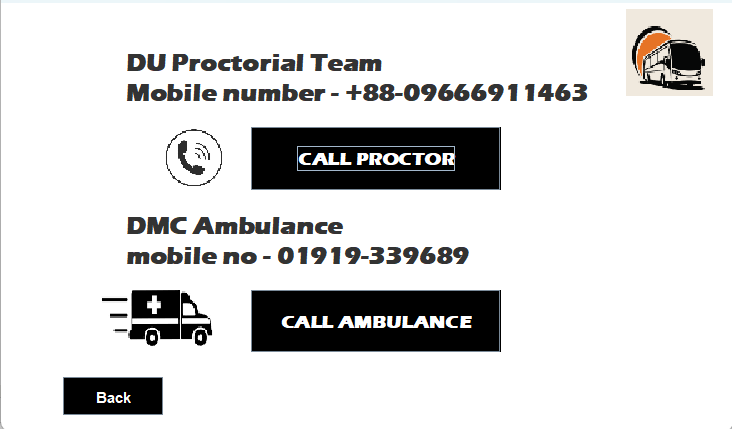 DU Proctorial Team
Mobile number - +88-09666911463
CALL PROCTOR
DMC Ambulance
mobile no - 01919-339689
CALL AMBULANCE
Back